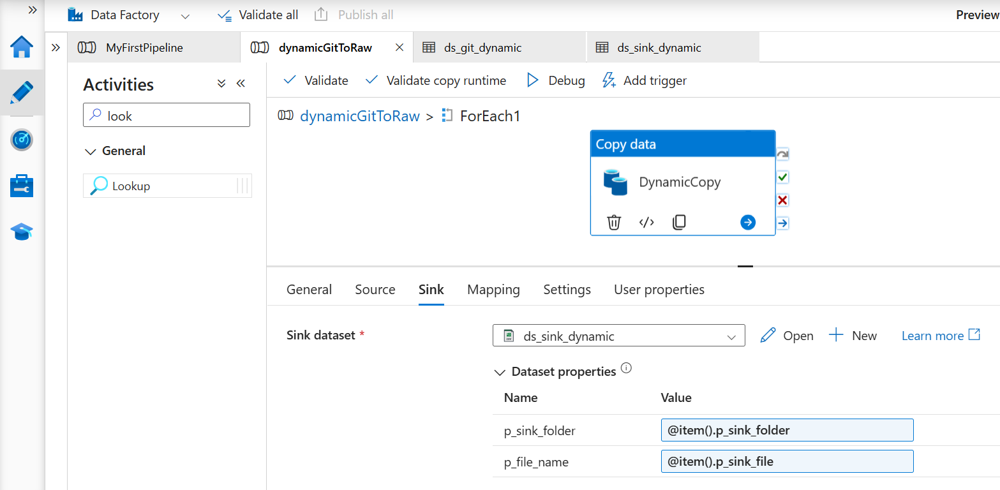 Data Factory
Validate all
Publish all
Preview
MyFirstPipeline
dynamicGitToRaw
ds_git_dynamic
ds_sink_dynamic
Activities
look
General
Lookup
Validate
Validate copy runtime
Debug
Add trigger
dynamicGitToRaw > ForEach1
Copy data
DynamicCopy
General
Source
Sink
Mapping
Settings
User properties
Sink dataset *
ds_sink_dynamic
Open
New
Learn more
Dataset properties
Name Value
p_sink_folder @item().p_sink_folder
p_file_name @item().p_sink_file